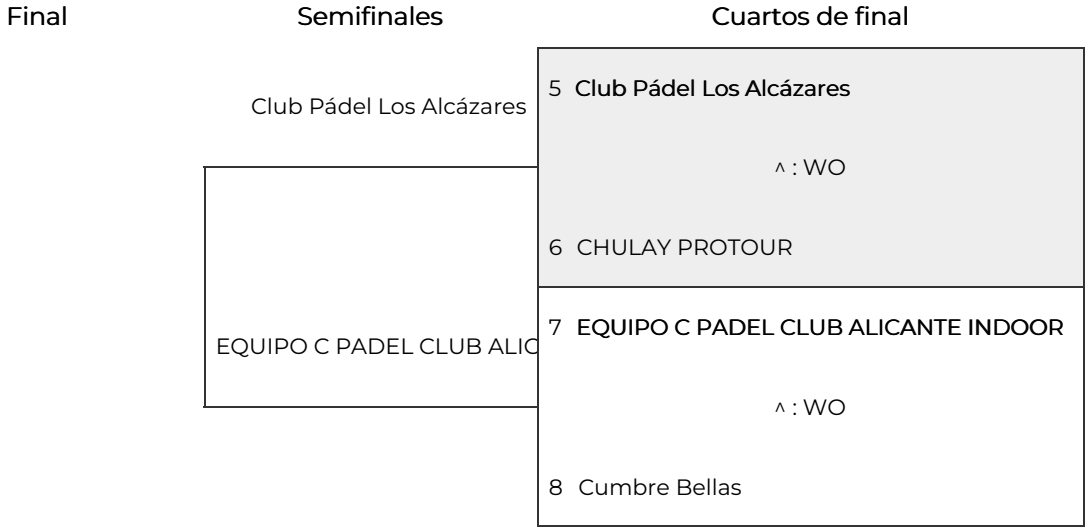 Final Semifinales Cuartos de final
Club Pádel Los Alcázares
5 Club Pádel Los Alcázares
^ : WO
6 CHULAY PROTOUR
EQUIPO C PADEL CLUB ALIC
7 EQUIPO C PADEL CLUB ALICANTE INDOOR
^ : WO
8 Cumbre Bellas